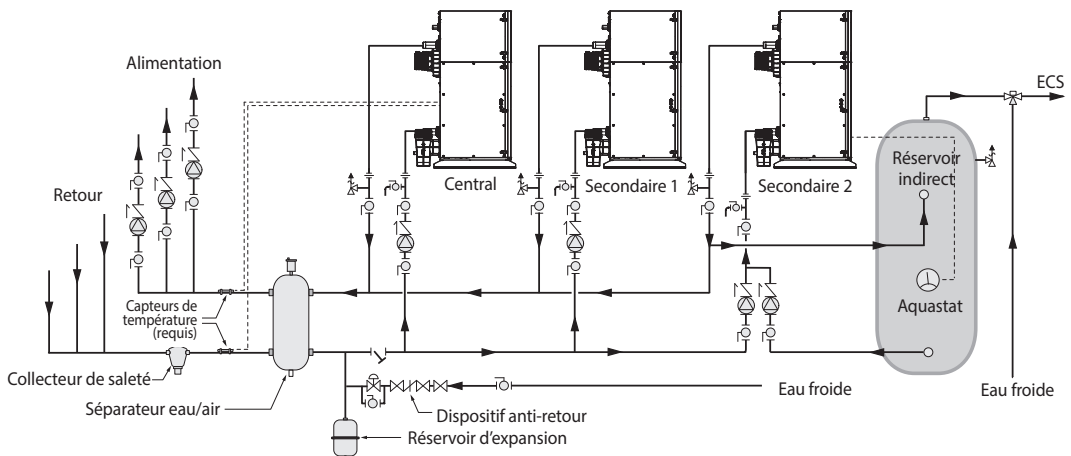 Alimentation
Retour
Central
Secondaire 1
Secondaire 2
ECS
Réservoir
indirect
Aquastat
Capteurs de
température
(requis)
Collecteur de saleté
Séparateur eau/air
Dispositif anti-retour
Réservoir d'expansion
Eau froide
Eau froide